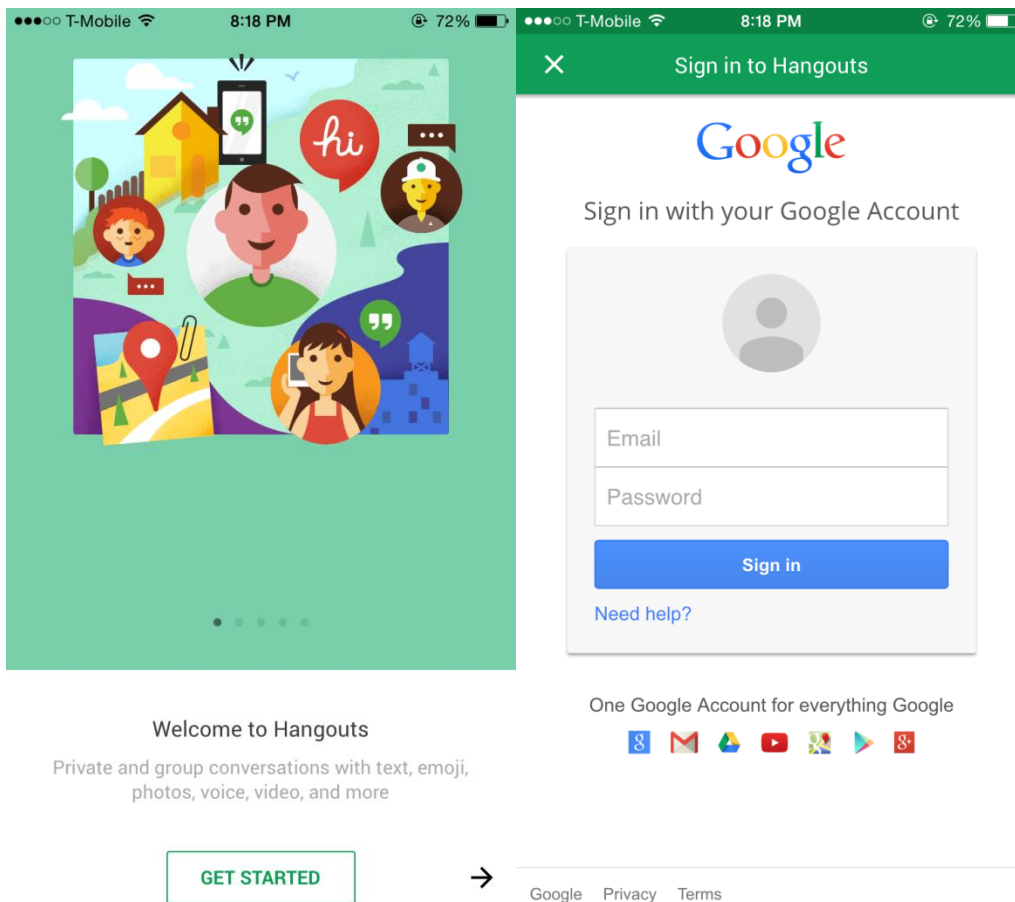 T-Mobile 8:18 PM 72%
hi
Welcome to Hangouts
Private and group conversations with text, emoji,
photos, voice, video, and more
GET STARTED
T-Mobile 8:18 PM 72%
Sign in to Hangouts
Google
Sign in with your Google Account
Email
Password
Sign in
Need help?
One Google Account for everything Google
Google Privacy Terms